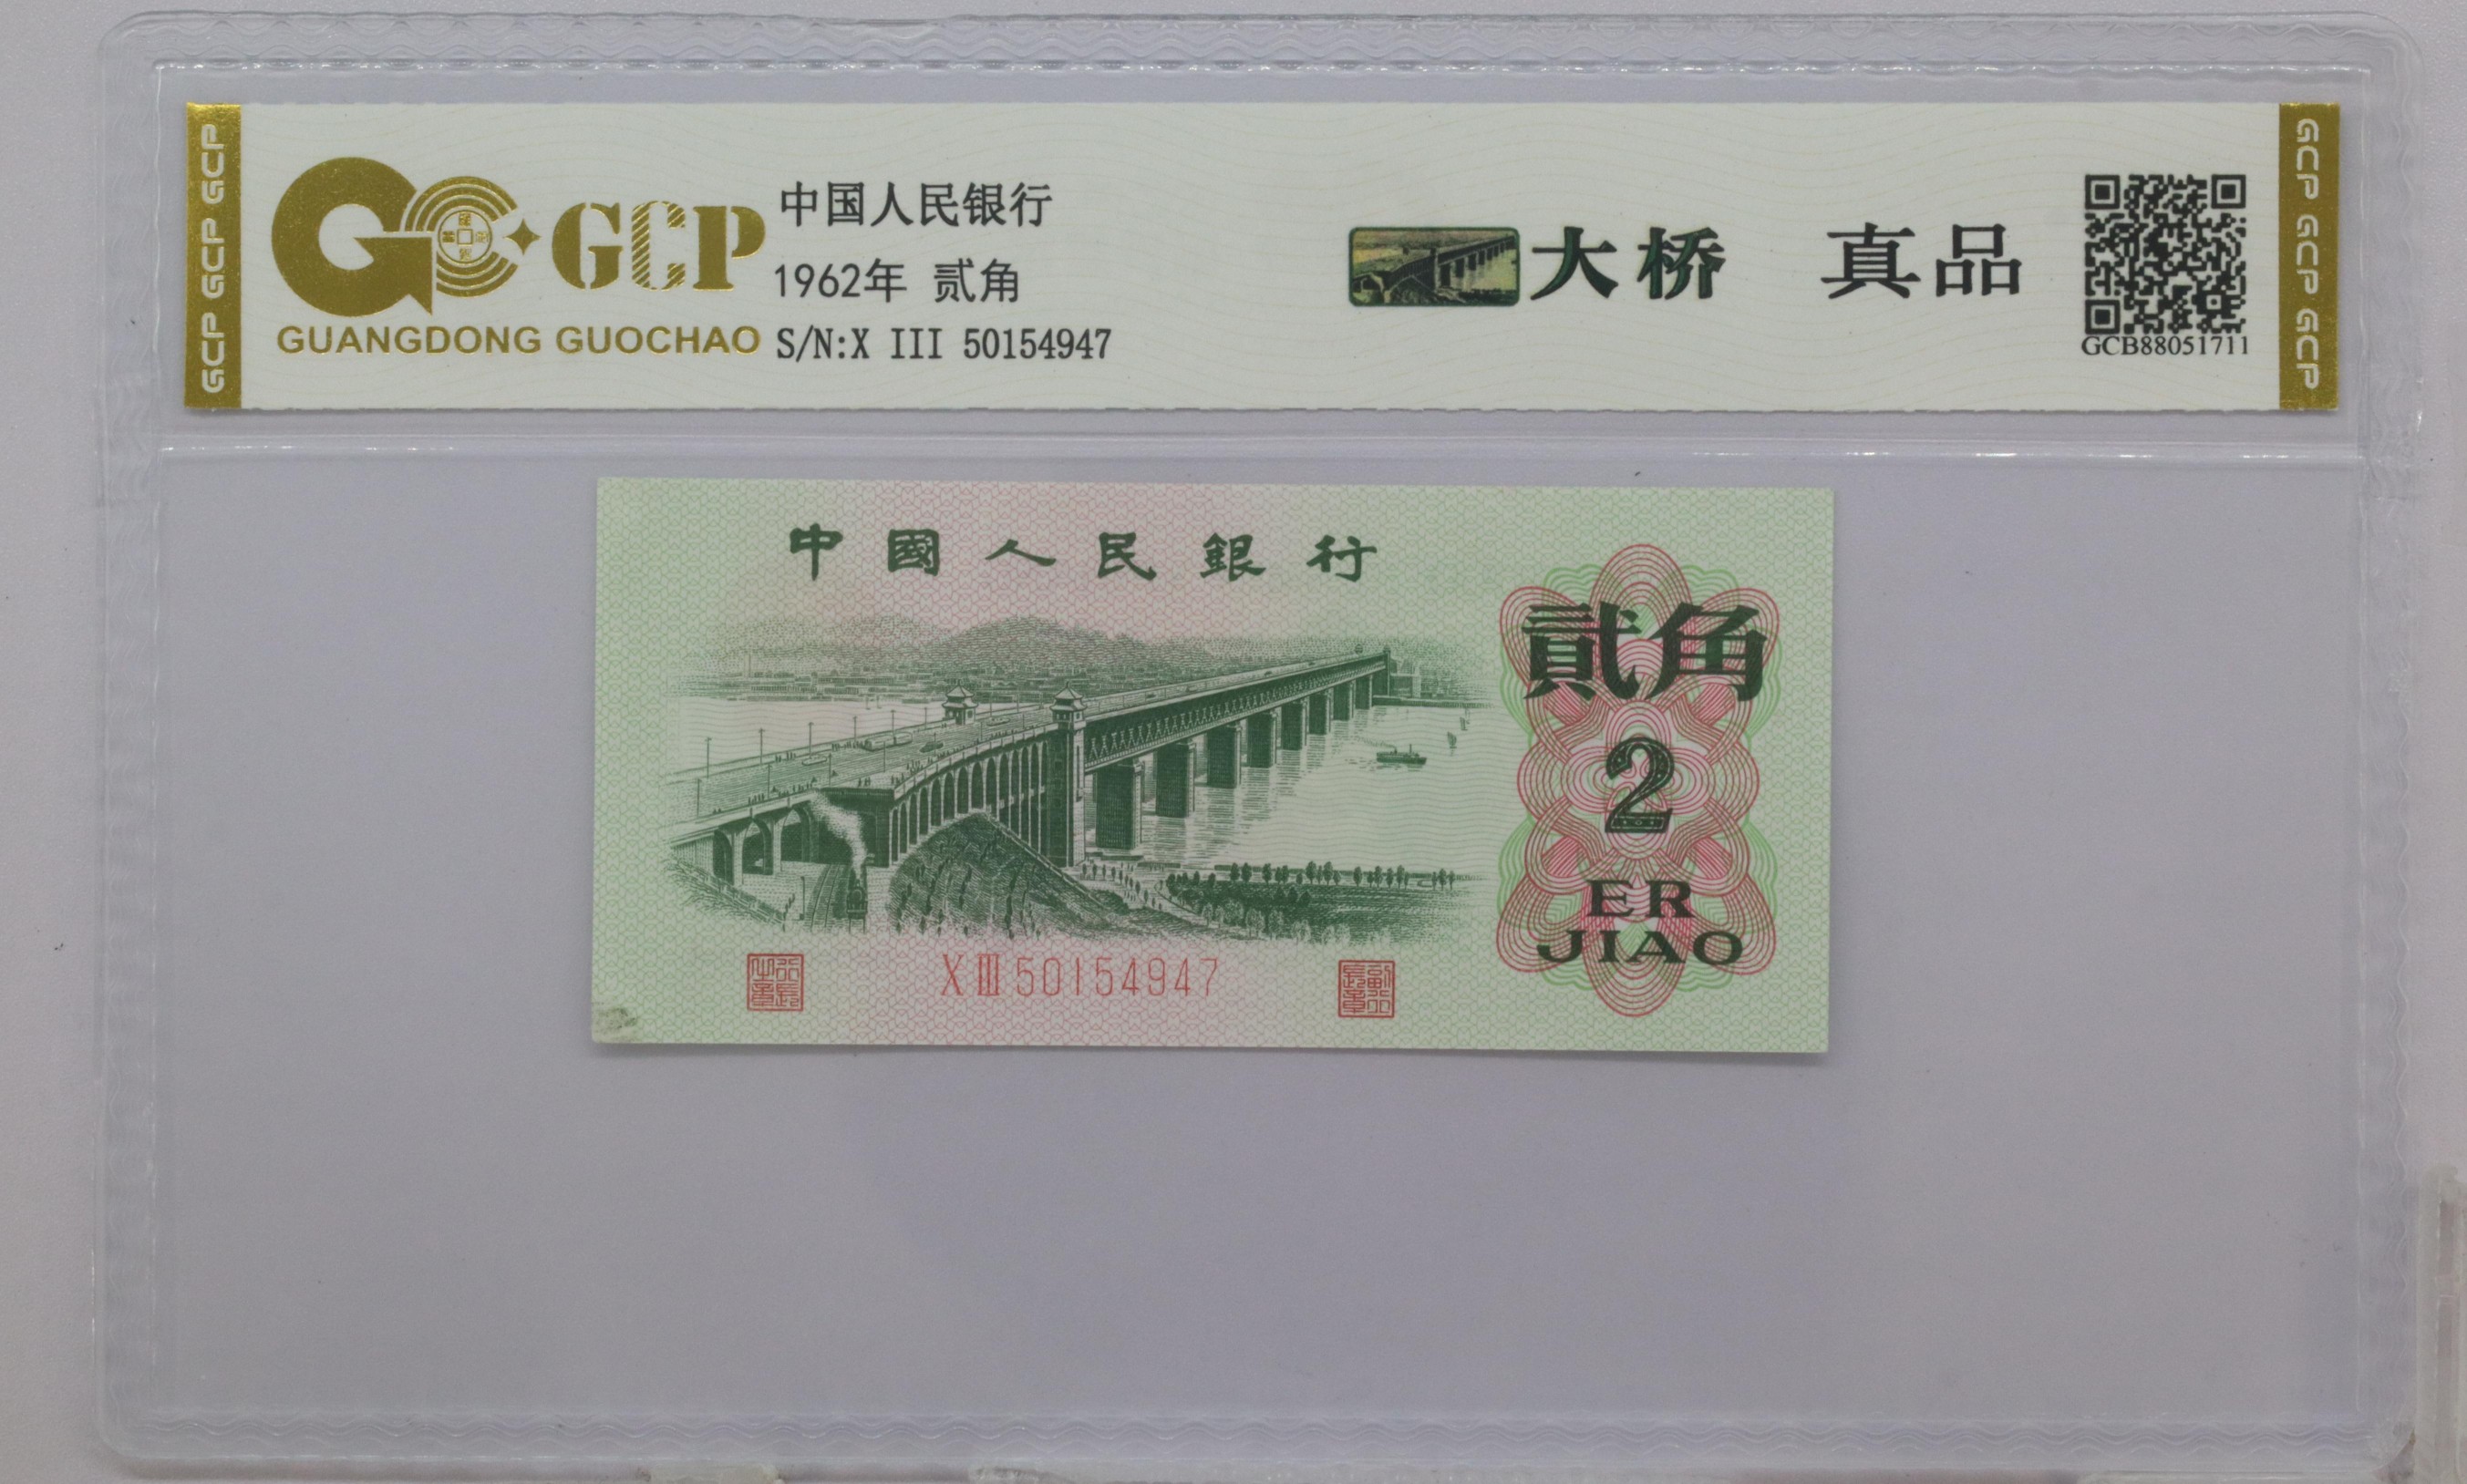 GCP GCP GCP
GCP
GUANGDONG GUOCHAO
中国人民银行
1962年 贰角
S/N:X III 50154947
大桥 真品
GCB88051711
GCP GCP GCP
中國人民銀行
貳角
2
ER
JIAO
X III 50154947